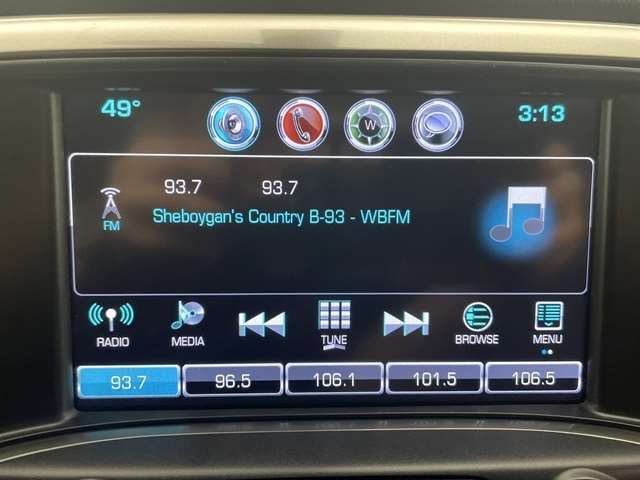 49° W 3:13
93.7 93.7
FM Sheboygan's Country B-93 - WBFM
RADIO MEDIA TUNE BROWSE MENU
93.7 96.5 106.1 101.5 106.5